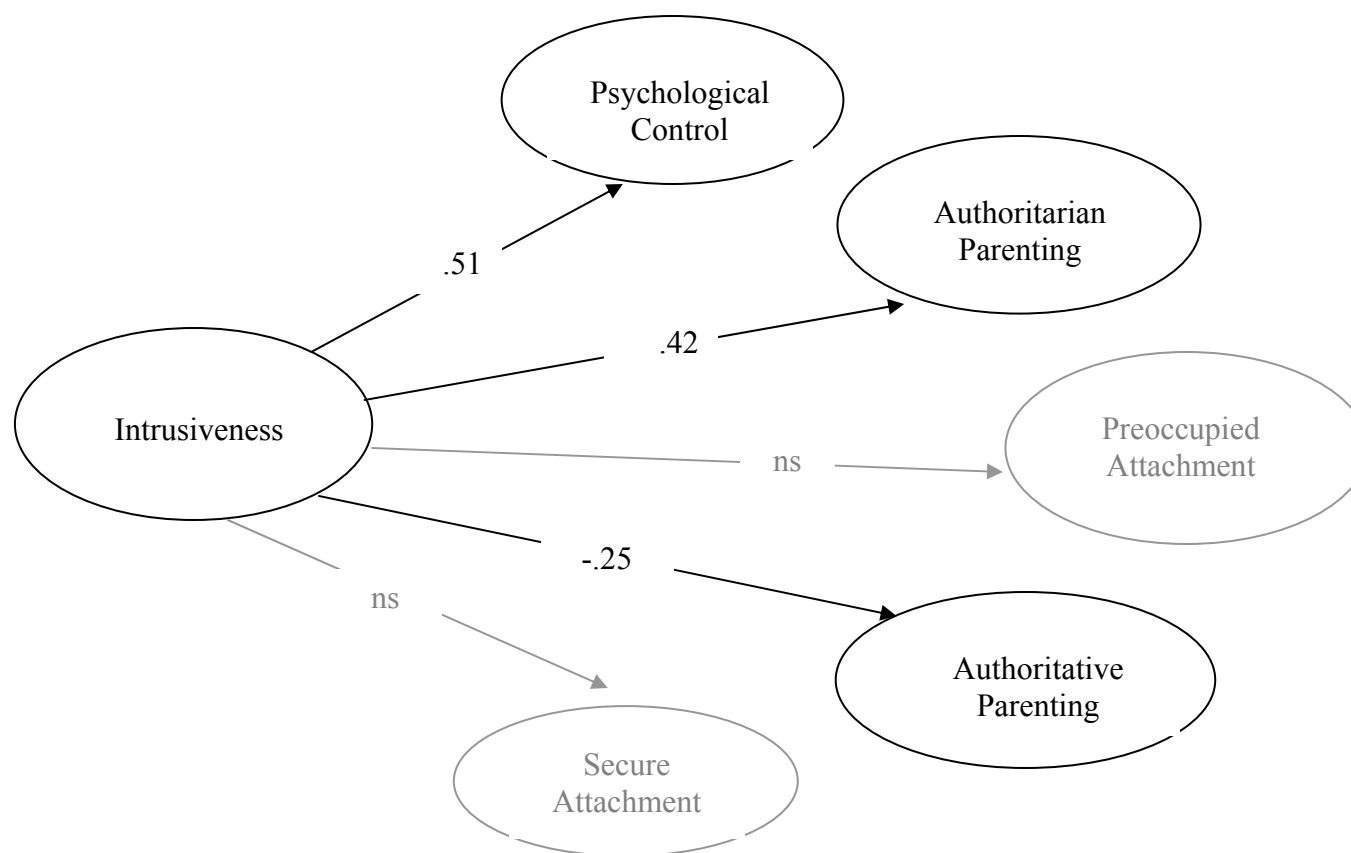 Psychological
Control
Authoritarian
Parenting
.51
.42
Intrusiveness
Preoccupied
Attachment
ns
-.25
ns
Authoritative
Parenting
Secure
Attachment